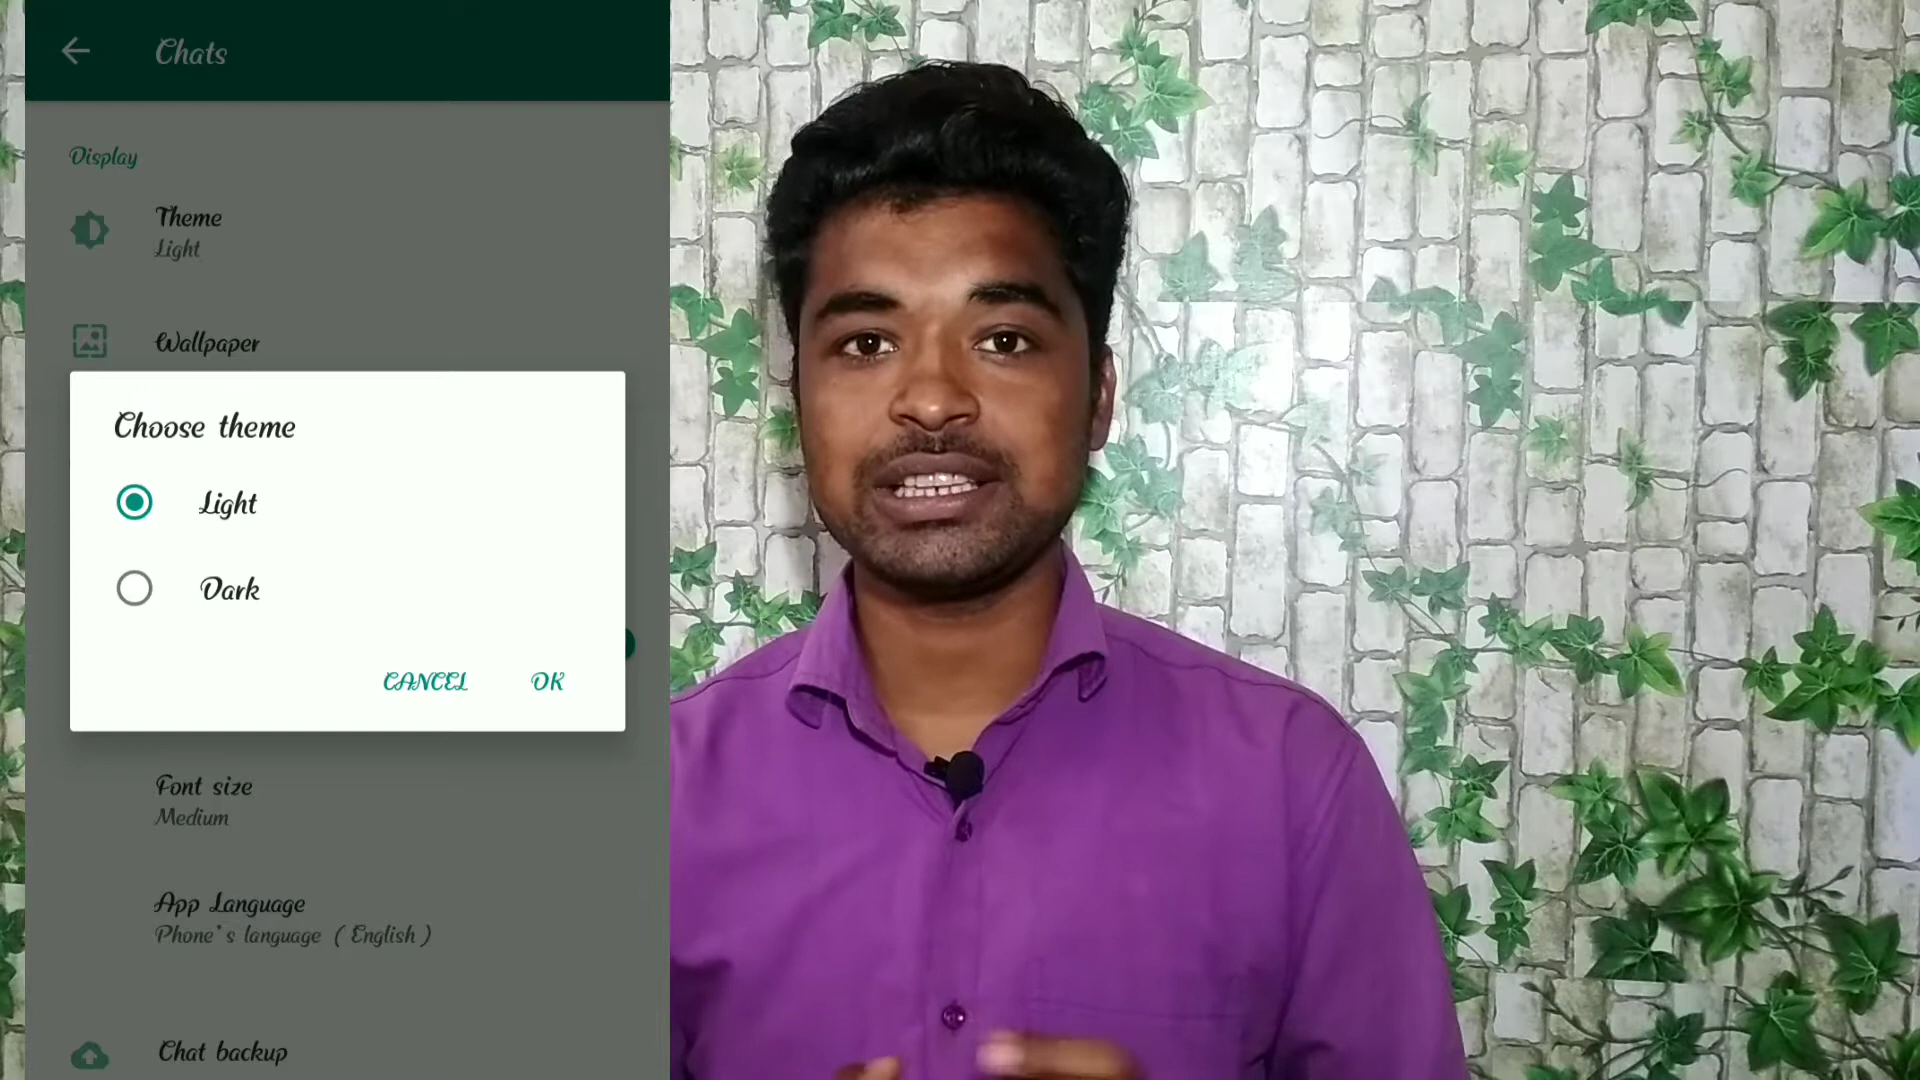 Chats
Display
Theme
Light
Wallpaper
Choose theme
Light
Dark
CANCEL OK
Font size
Medium
App Language
Phone's language (English)
Chat backup